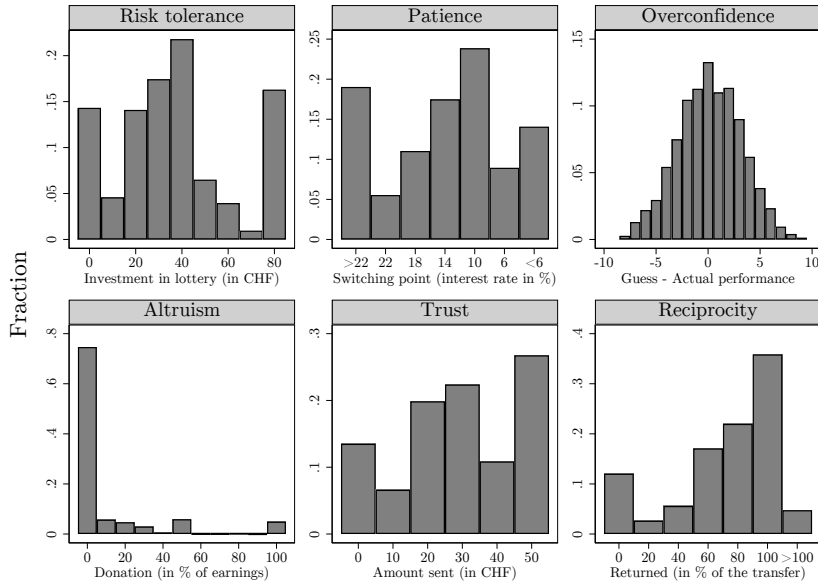 Risk tolerance
.2
.15
.1
.05
0
0 20 40 60 80
Investment in lottery (in CHF)
Patience
.25
.2
.15
.1
.05
0
>22 22 18 14 10 6 <6
Switching point (interest rate in %)
Overconfidence
.15
.1
.05
0
-10 -5 0 5 10
Guess - Actual performance
Fraction
Altruism
.8
.6
.4
.2
0
0 20 40 60 80 100
Donation (in % of earnings)
Trust
.3
.2
.1
0
0 10 20 30 40 50
Amount sent (in CHF)
Reciprocity
.4
.3
.2
.1
0
0 20 40 60 80 100 >100
Returned (in % of the transfer)